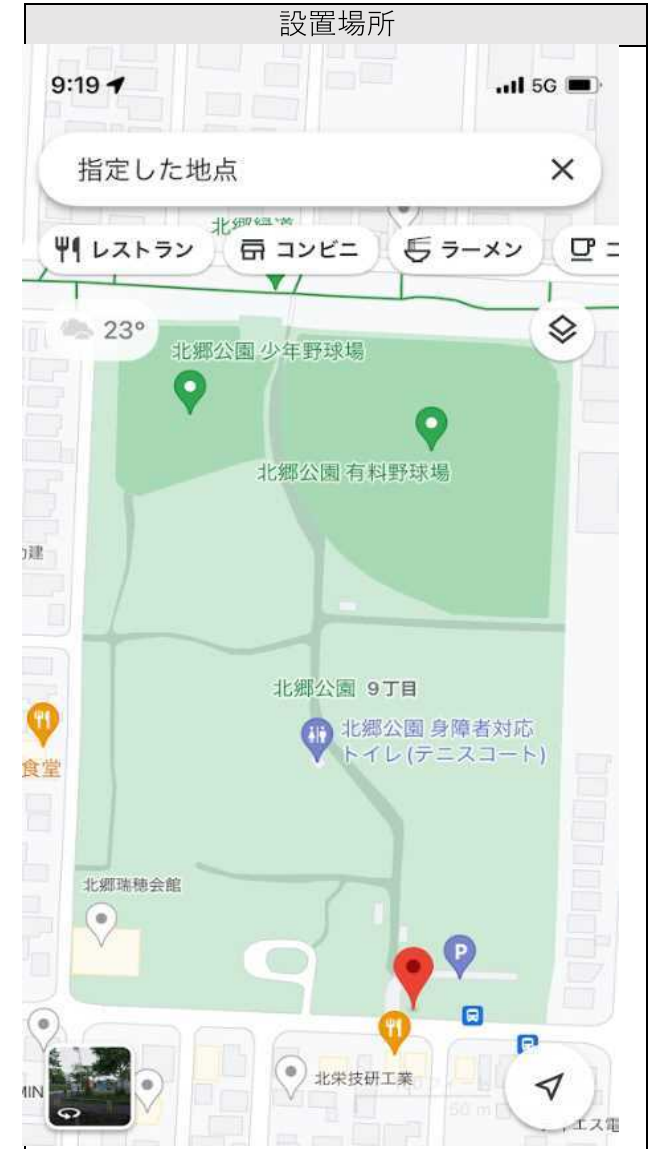 設置場所
9:19
5G
指定した地点
北郷緑道
レストラン
コンビニ
ラーメン
23°
北郷公園 少年野球場
北郷公園 有料野球場
北郷公園 9丁目
北郷公園 身障者対応
トイレ (テニスコート)
食堂
北郷瑞穂会館
P
北栄技研工業
50 m